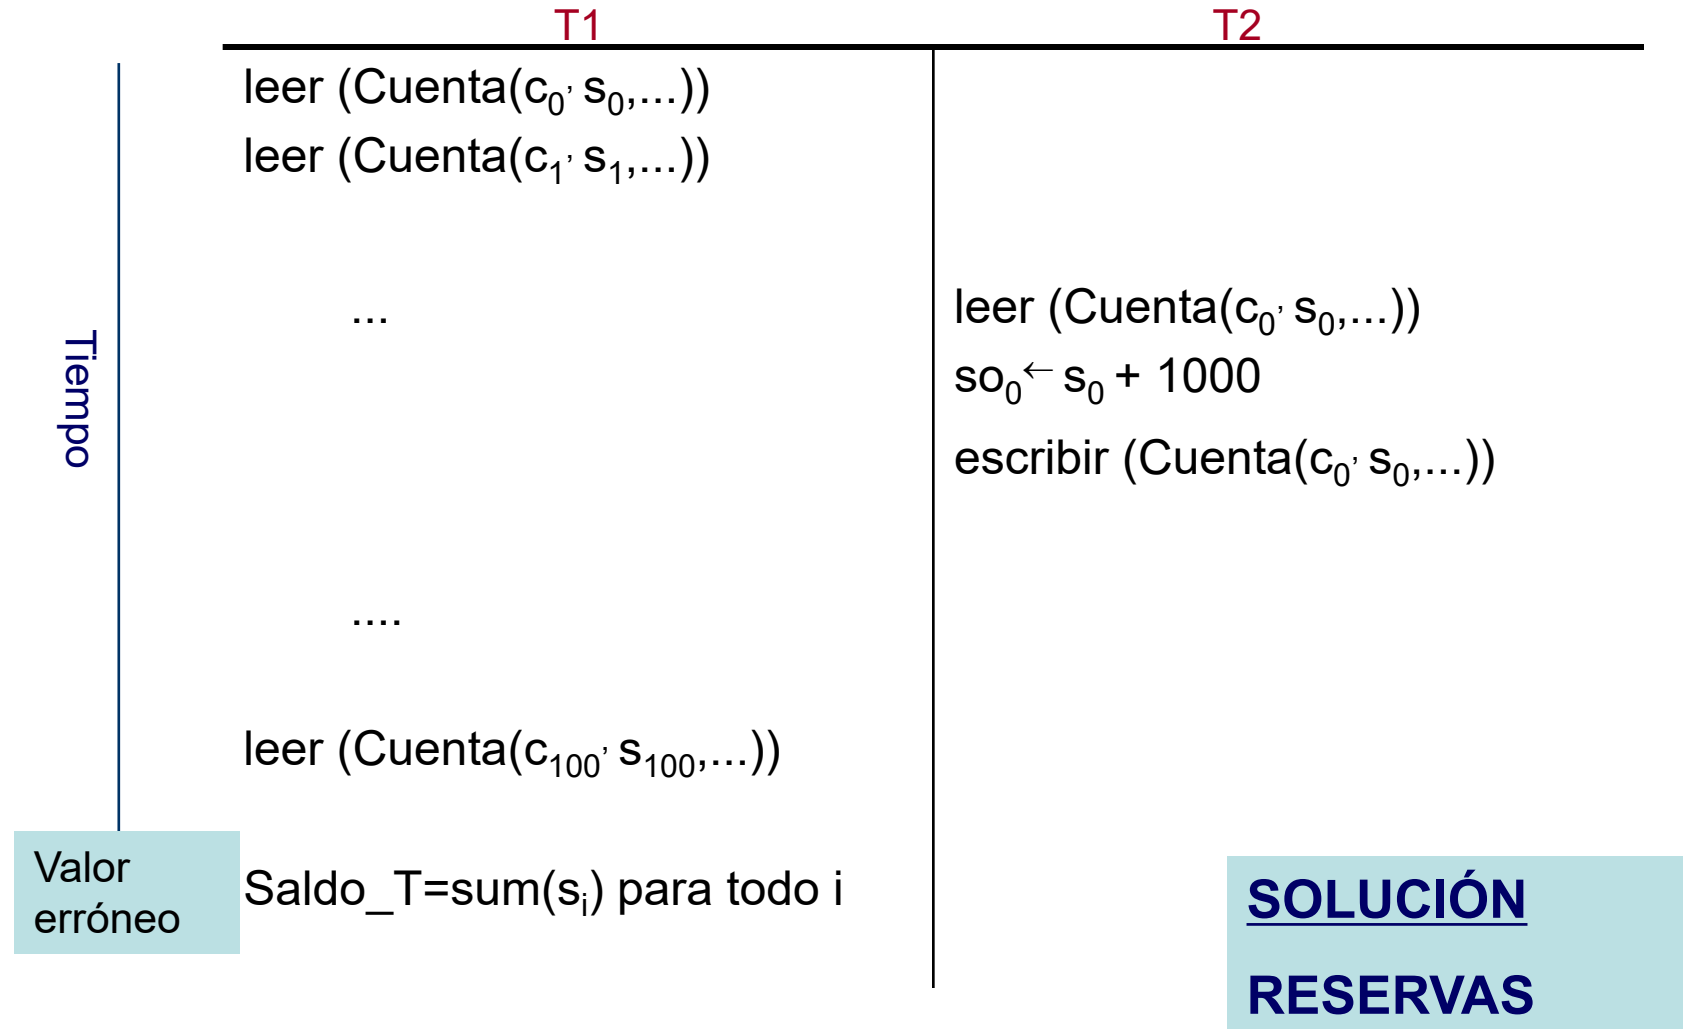 T1 T2
leer (Cuenta(c₀, s₀,...))
leer (Cuenta(c₁, s₁,...))
... leer (Cuenta(c₀, s₀,...))
Tiempo
so₀← s₀ + 1000
escribir (Cuenta(c₀, s₀,...))
....
leer (Cuenta(c₁₀₀, s₁₀₀,...))
Valor
erróneo
Saldo_T=sum(sᵢ) para todo i
SOLUCIÓN
RESERVAS